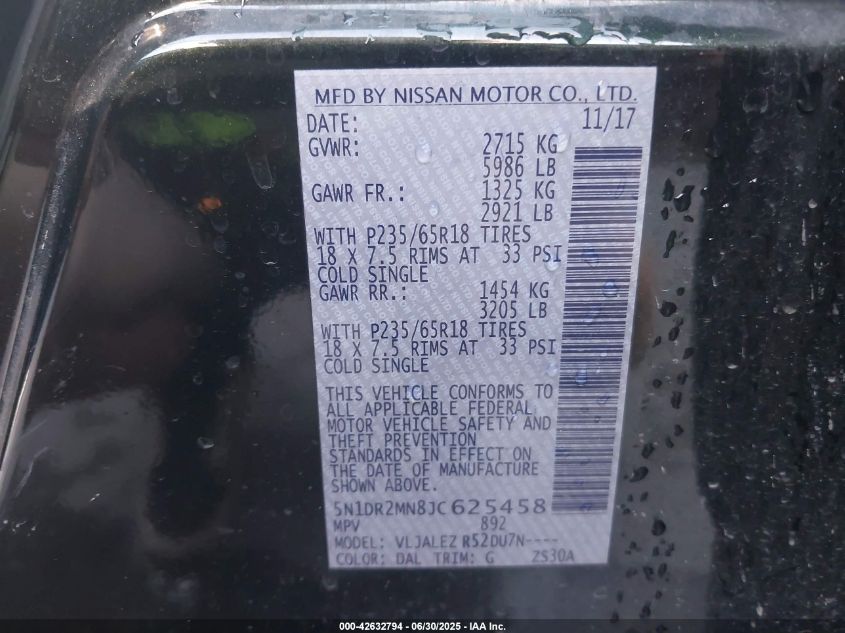 MFD BY NISSAN MOTOR CO., LTD.
DATE: 11/17
GVWR: 2715 KG
5986 LB
GAWR FR.: 1325 KG
2921 LB
WITH P235/65R18 TIRES
18 X 7.5 RIMS AT 33 PSI
COLD SINGLE
GAWR RR.: 1454 KG
3205 LB
WITH P235/65R18 TIRES
18 X 7.5 RIMS AT 33 PSI
COLD SINGLE
THIS VEHICLE CONFORMS TO
ALL APPLICABLE FEDERAL
MOTOR VEHICLE SAFETY AND
THEFT PREVENTION
STANDARDS IN EFFECT ON
THE DATE OF MANUFACTURE
SHOWN ABOVE.
5N1DR2MN8JC625458
MPV 892
MODEL: VLJALEZ R52DU7N----
COLOR: DAL TRIM: G ZS30A
000-42632794 - 06/30/2025 - IAA Inc.